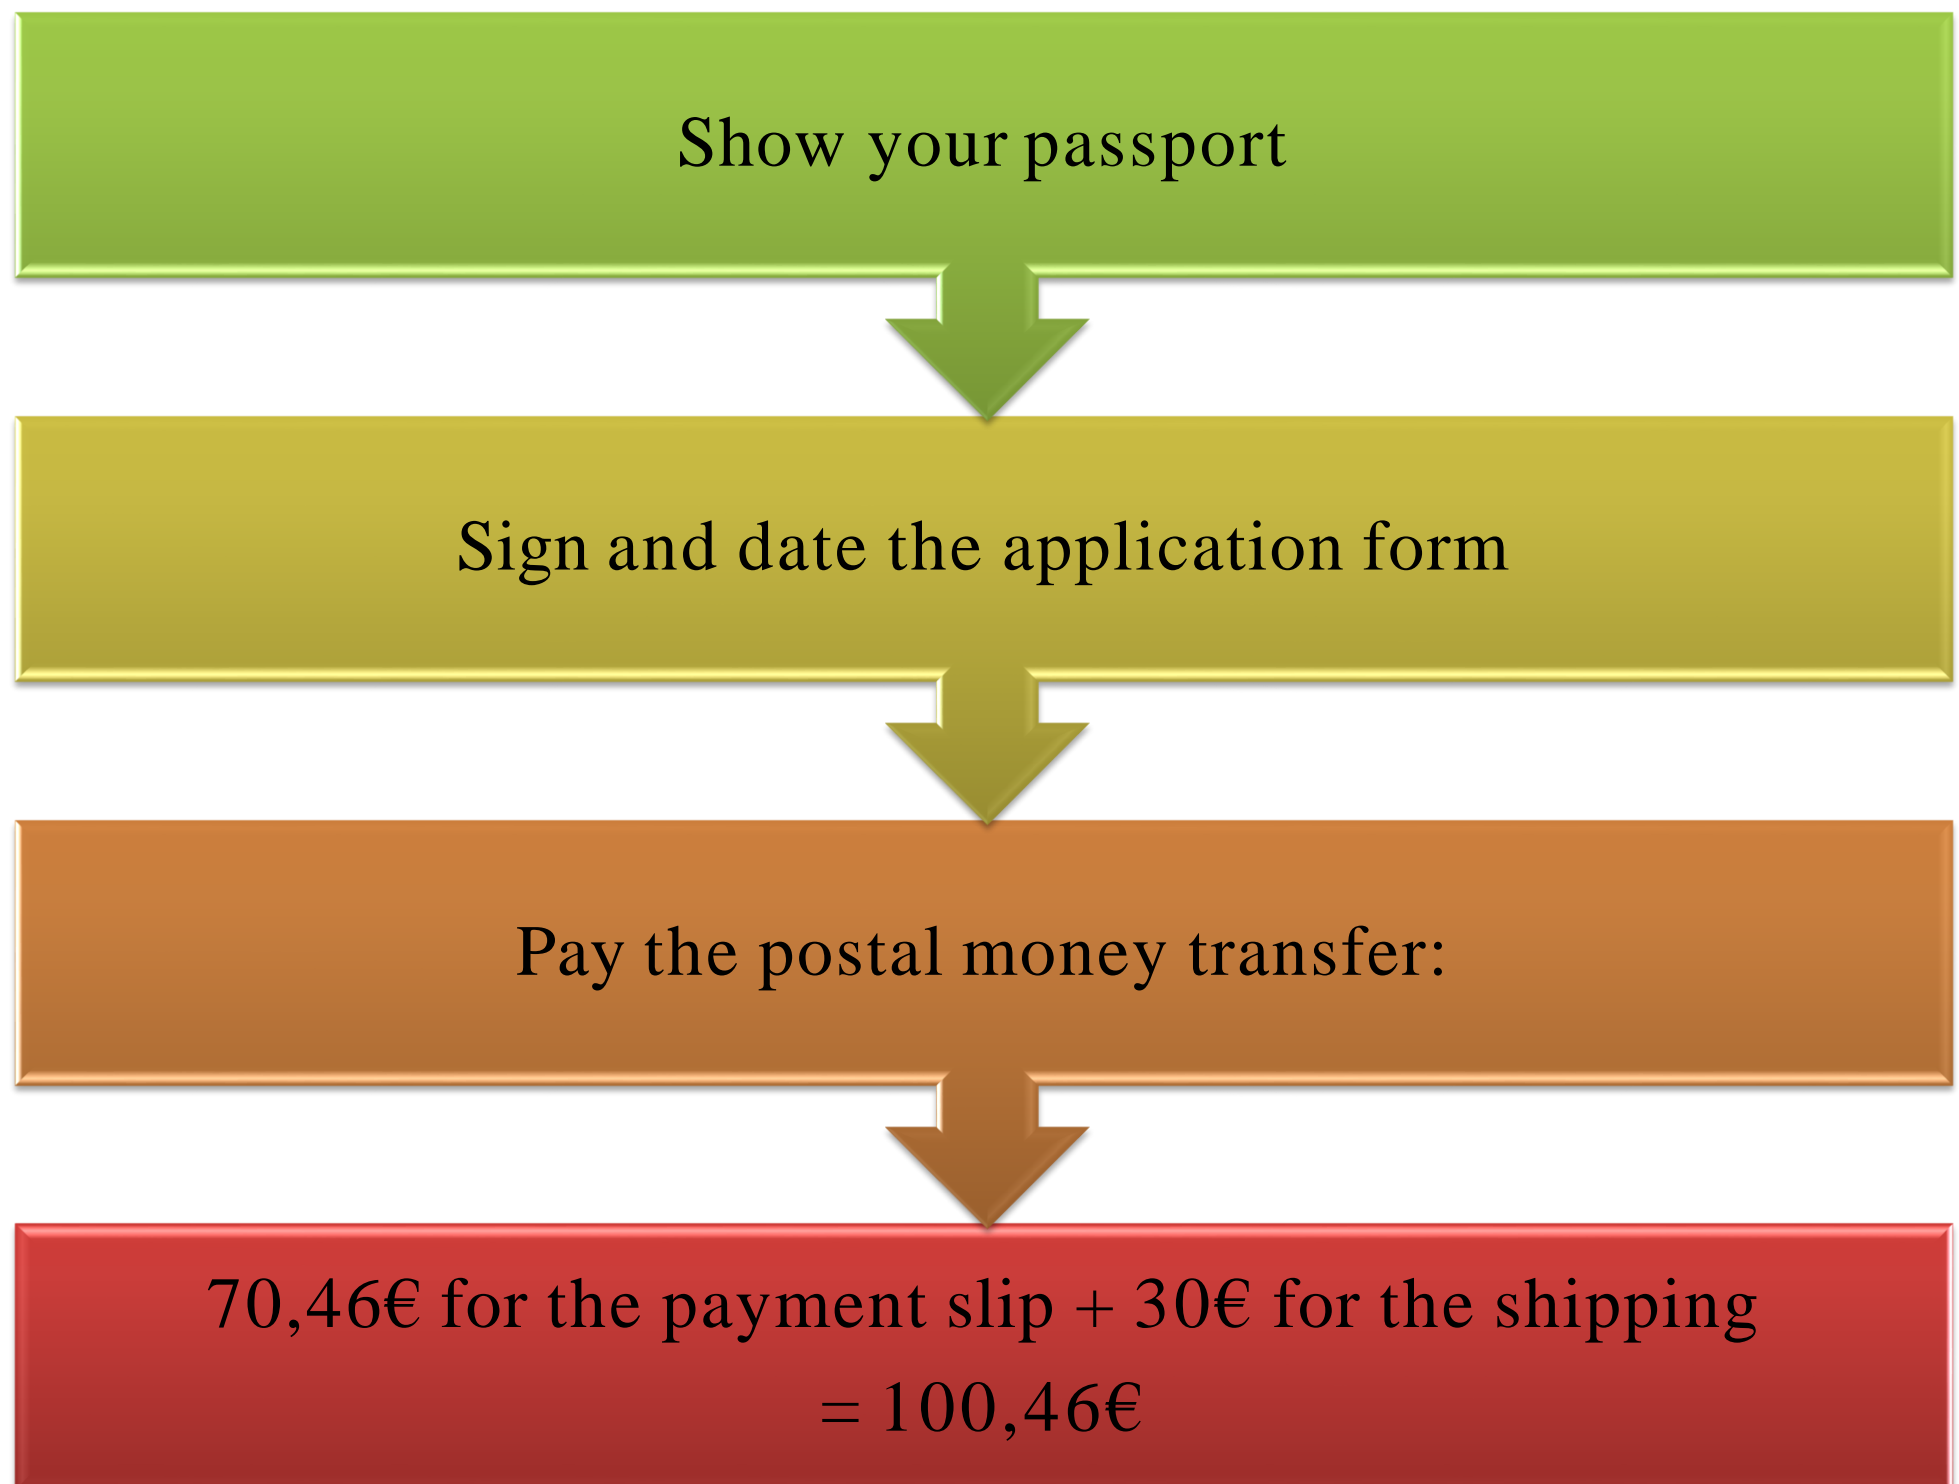 Show your passport
Sign and date the application form
Pay the postal money transfer:
70,46€ for the payment slip + 30€ for the shipping
= 100,46€